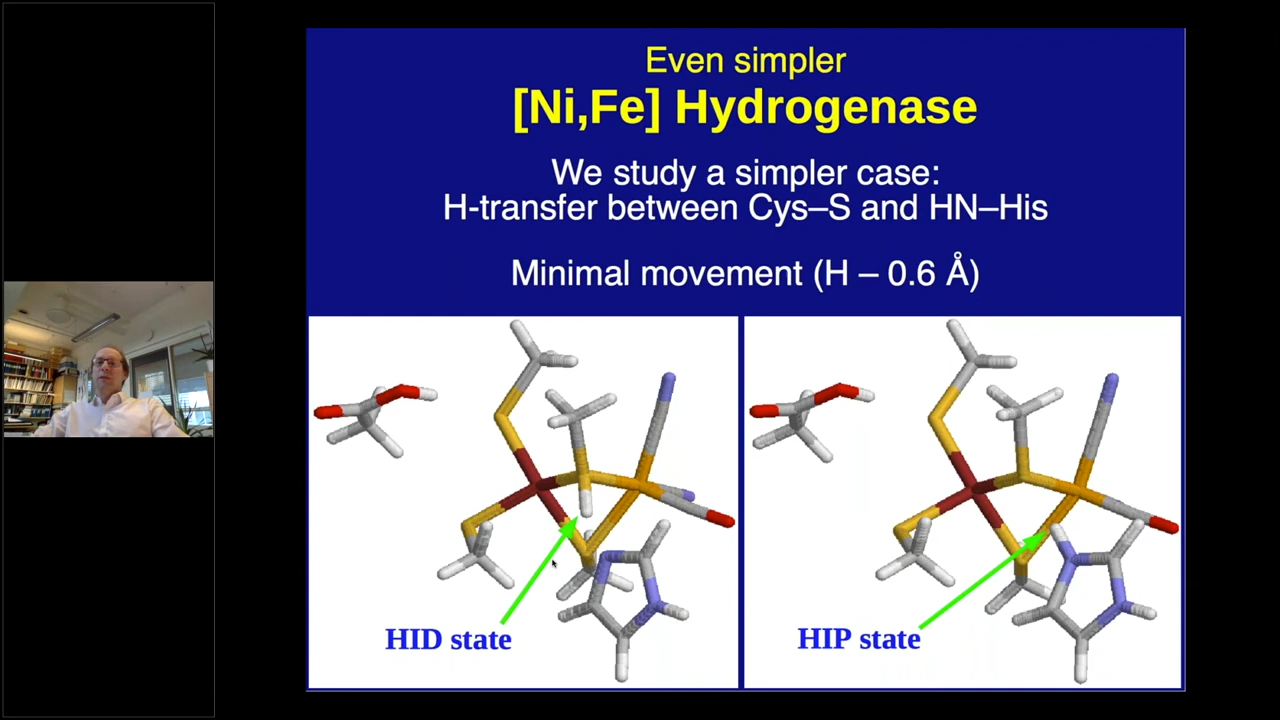 Even simpler
[Ni,Fe] Hydrogenase
We study a simpler case:
H-transfer between Cys–S and HN–His
Minimal movement (H – 0.6 Å)
HID state
HIP state